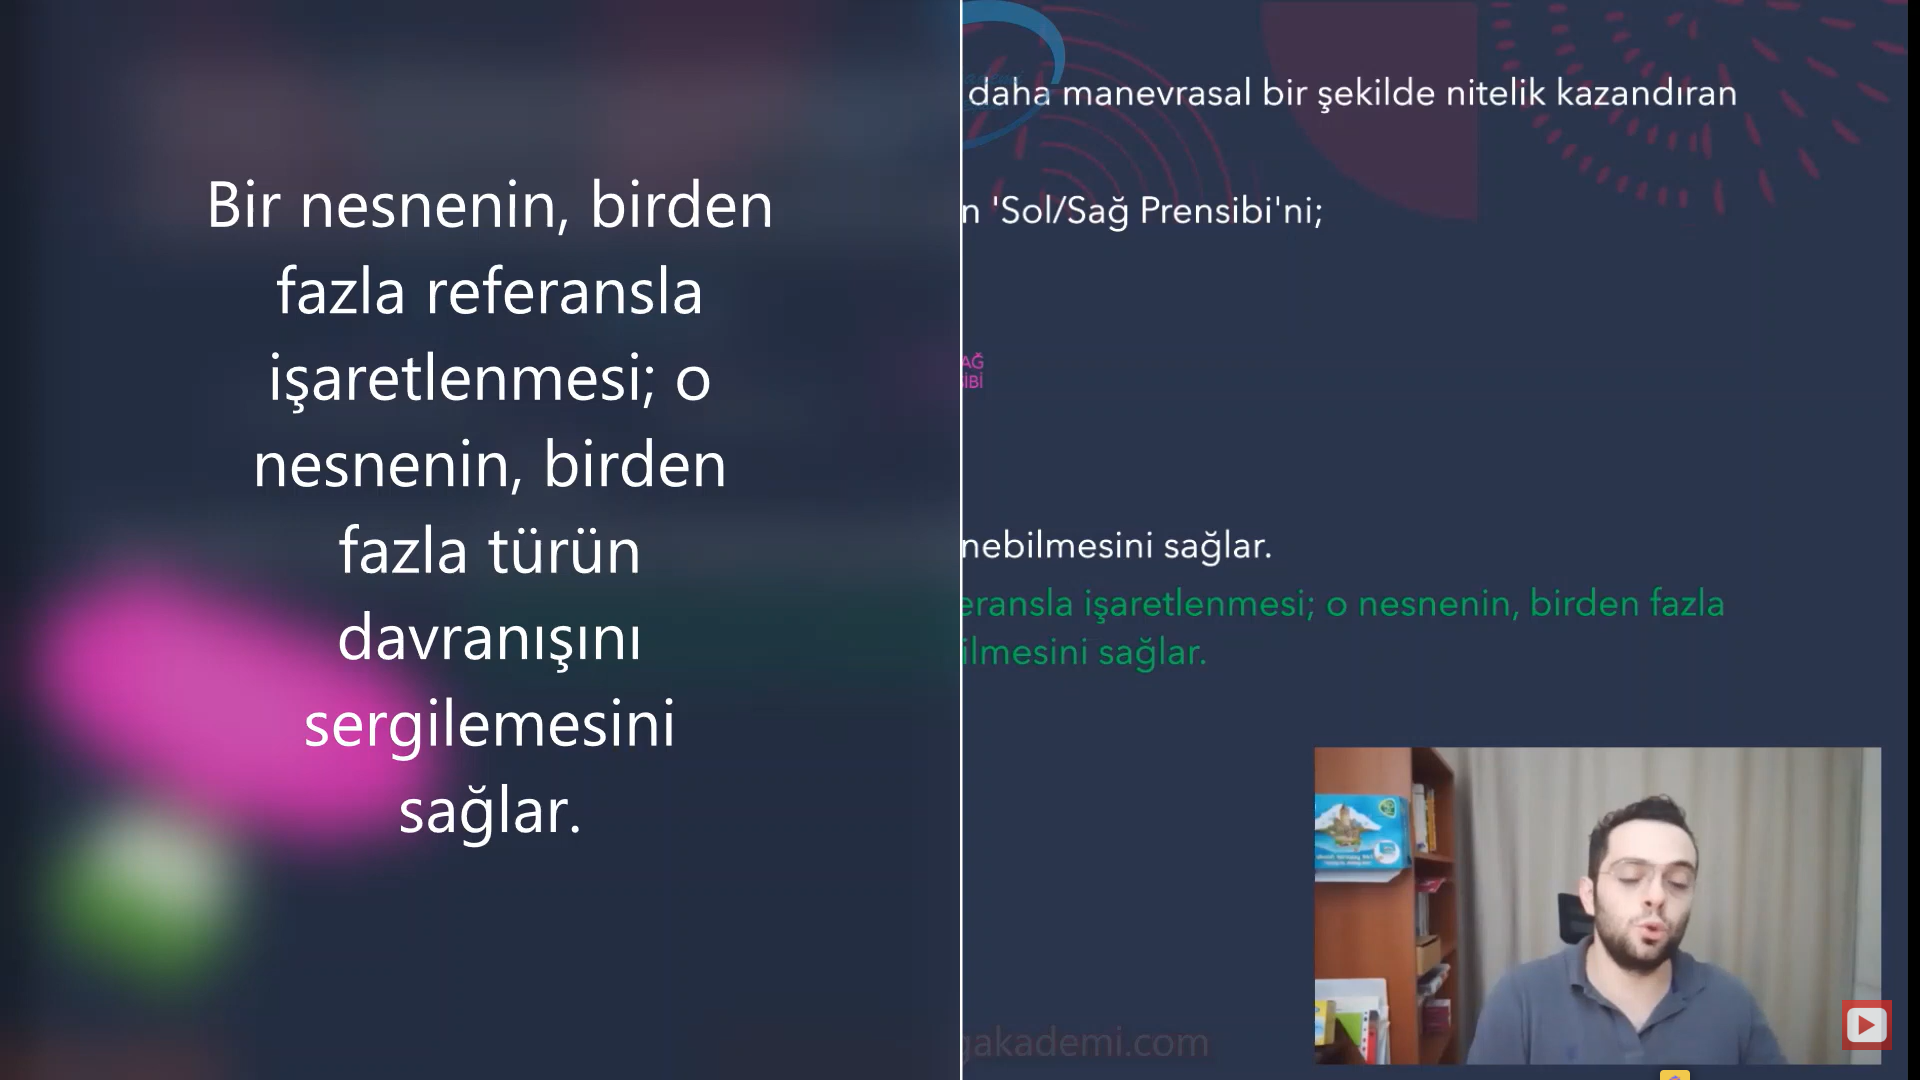 Bir nesnenin, birden
fazla referansla
işaretlenmesi; o
nesnenin, birden
fazla türün
davranışını
sergilemesini
sağlar.
daha manevrasal bir şekilde nitelik kazandıran
n 'Sol/Sağ Prensibi'ni;
AĞ
İBİ
nebilmesini sağlar.
eransla işaretlenmesi; o nesnenin, birden fazla
ilmesini sağlar.
gakademi.com